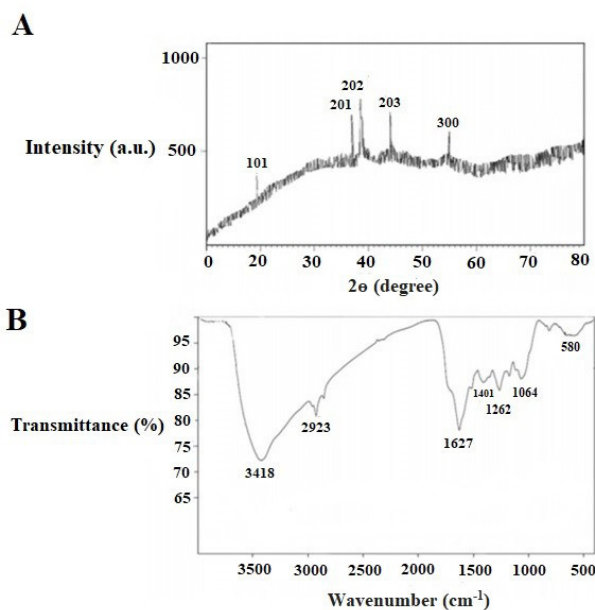 A
1000
202
201
203
300
Intensity (a.u.)
500
101
0 10 20 30 40 50 60 70 80
2ɵ (degree)
B
95
90
580
85
1401
1064
1262
Transmittance (%)
80
2923
1627
75
70
3418
65
3500 3000 2500 2000 1500 1000 500
Wavenumber (cm⁻¹)